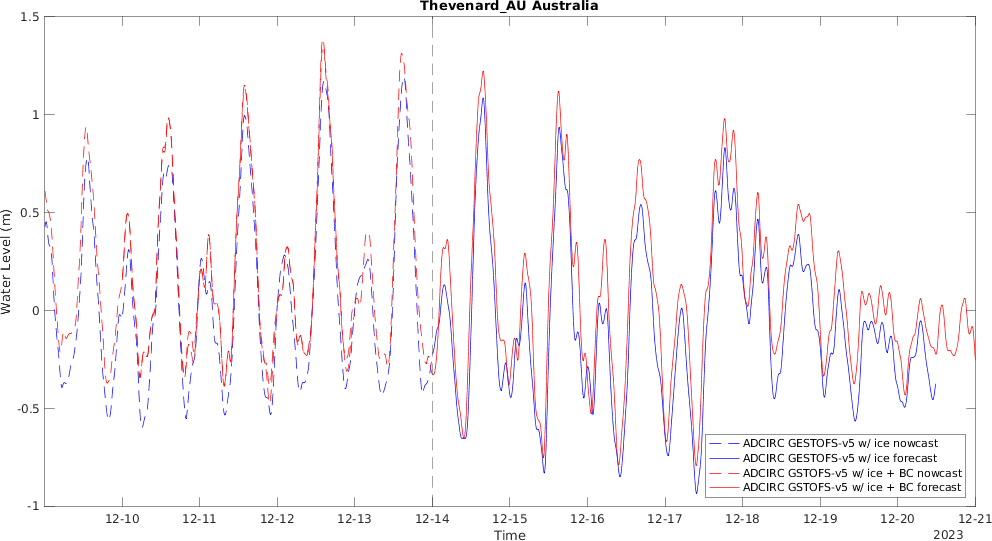 Thevenard_AU Australia
1.5
1
0.5
0
-0.5
-1
Water Level (m)
12-10
12-11
12-12
12-13
12-14
12-15
12-16
12-17
12-18
12-19
12-20
12-21
Time
2023
ADCIRC GESTOFS-v5 w/ ice nowcast
ADCIRC GESTOFS-v5 w/ ice forecast
ADCIRC GSTOFS-v5 w/ ice + BC nowcast
ADCIRC GSTOFS-v5 w/ ice + BC forecast